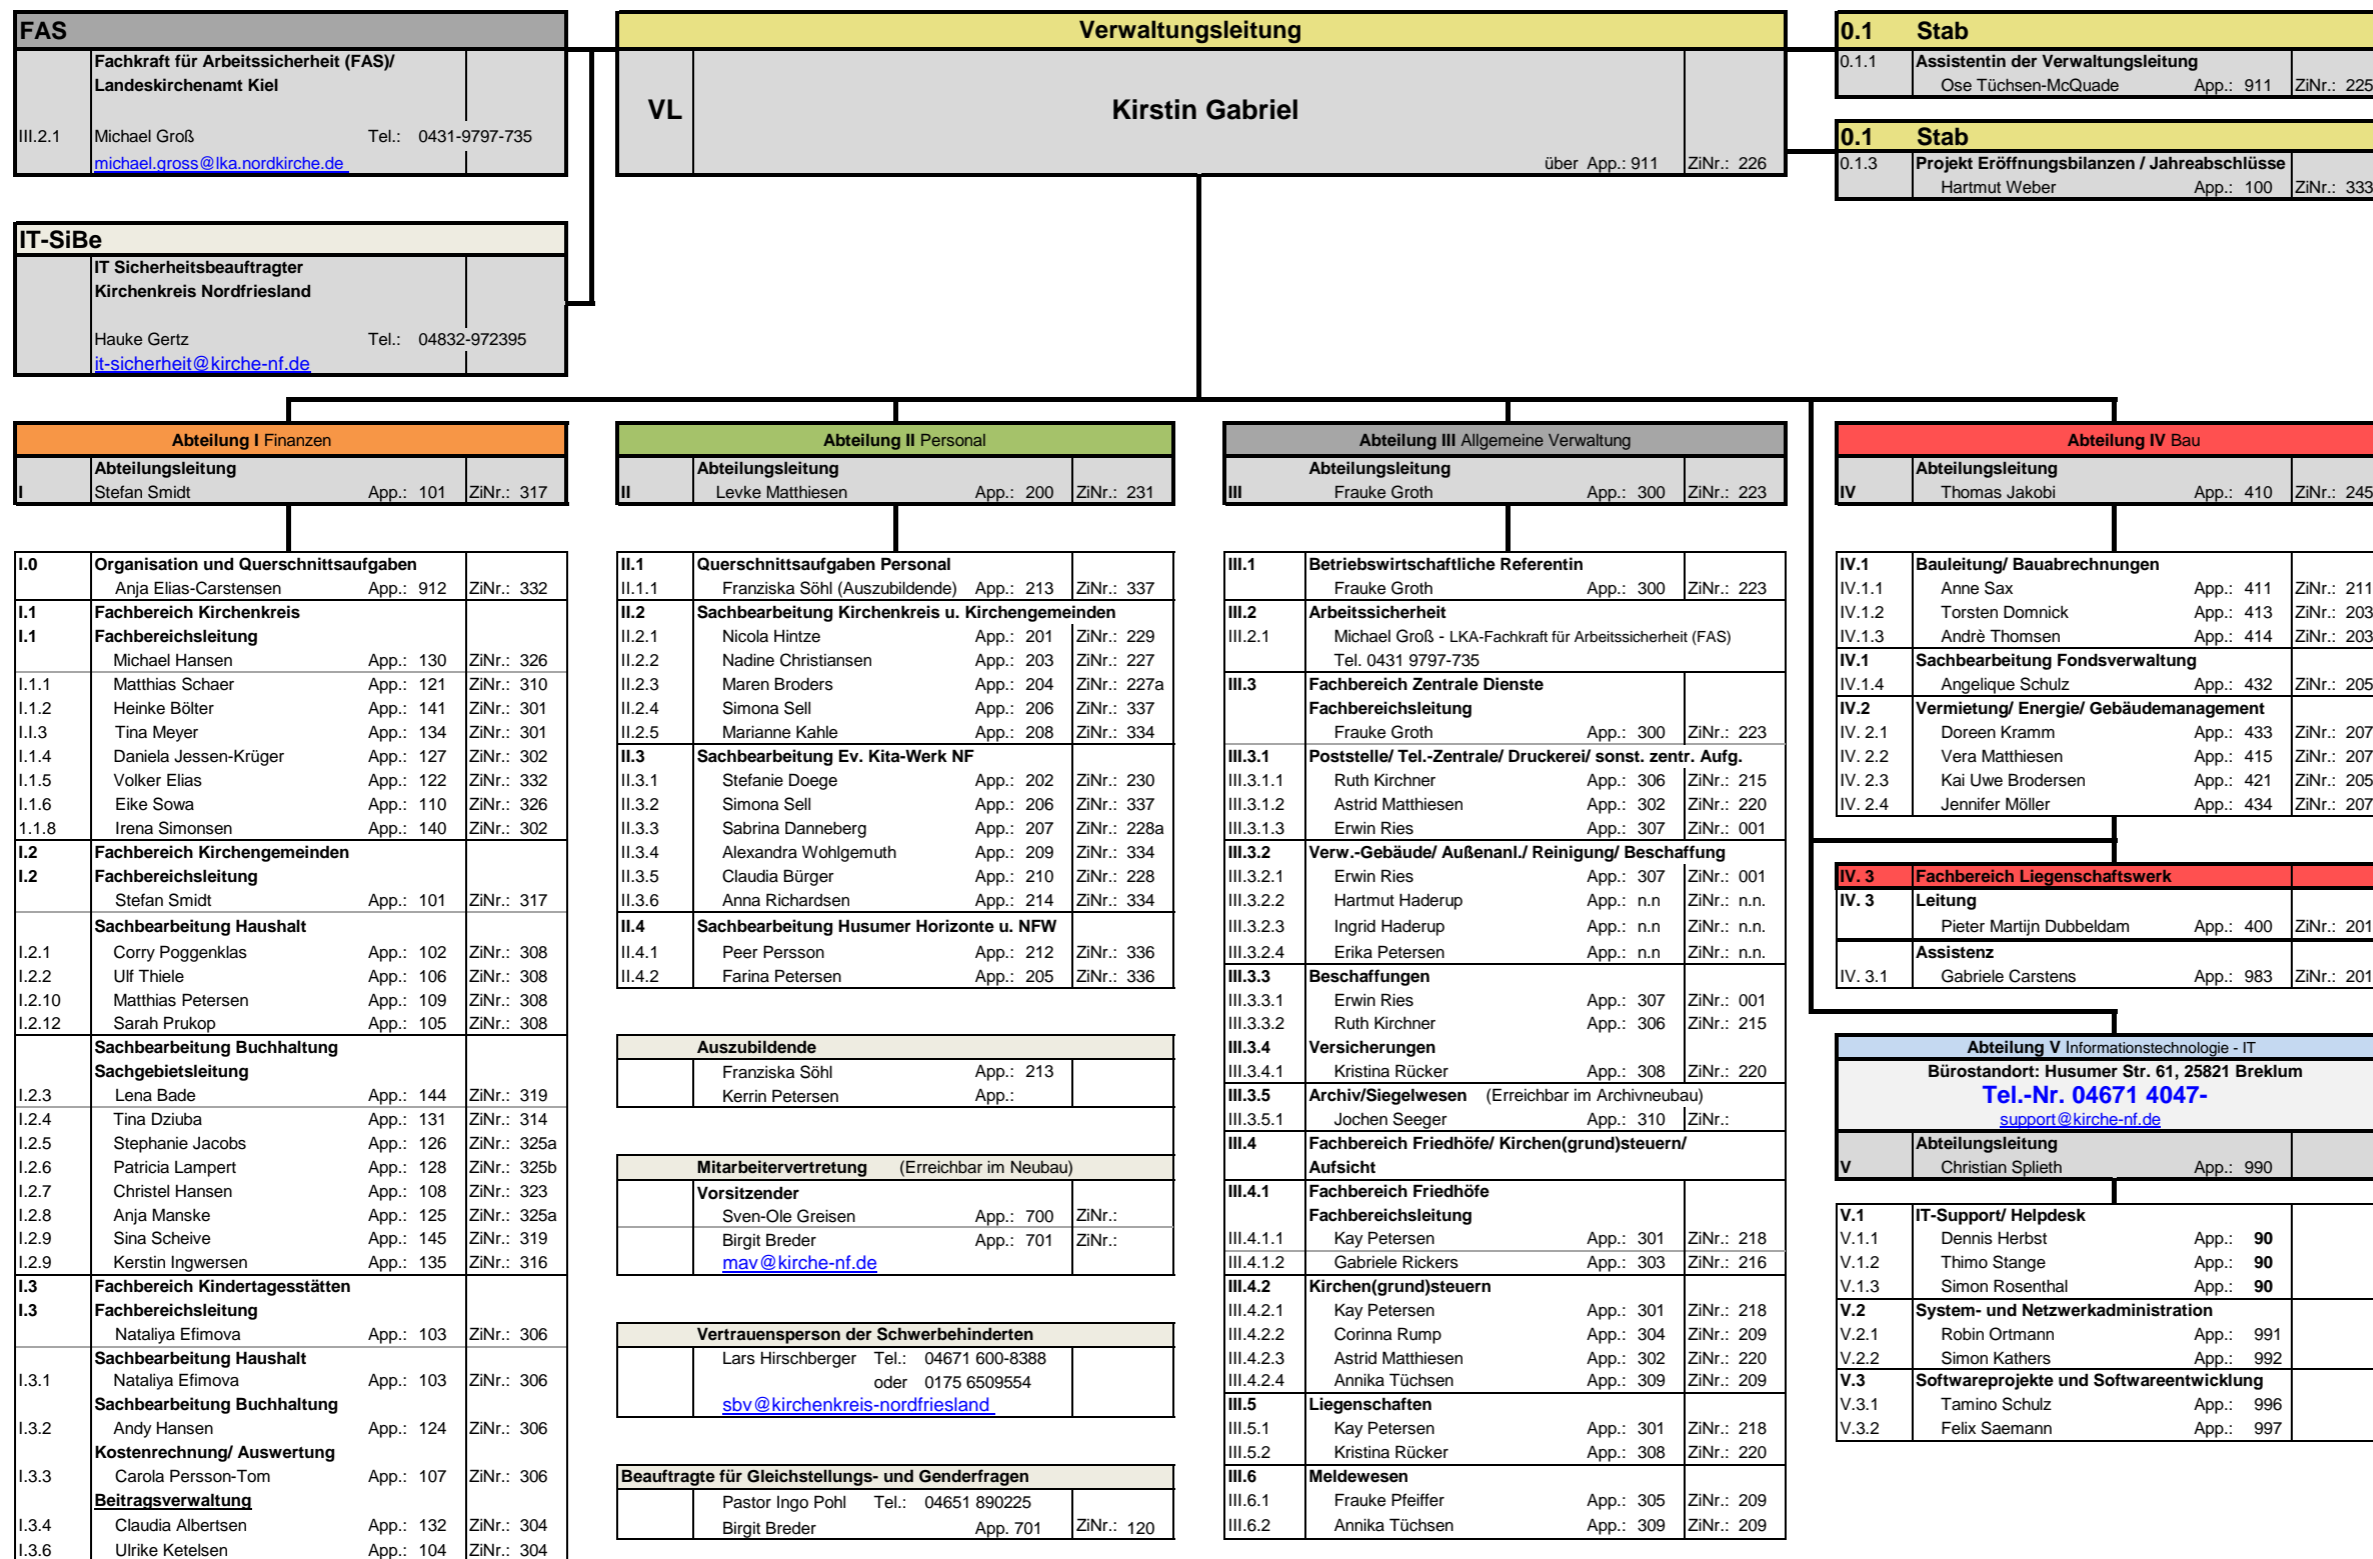 FAS
Fachkraft für Arbeitssicherheit (FAS)/
Landeskirchenamt Kiel
III.2.1 Michael Groß Tel.: 0431-9797-735
michael.gross@lka.nordkirche.de
Verwaltungsleitung
VL Kirstin Gabriel
über App.: 911 ZiNr.: 226
0.1 Stab
0.1.1 Assistentin der Verwaltungsleitung
Ose Tüchsen-McQuade App.: 911 ZiNr.: 225
0.1 Stab
0.1.3 Projekt Eröffnungsbilanzen / Jahreabschlüsse
Hartmut Weber App.: 100 ZiNr.: 333
IT-SiBe
IT Sicherheitsbeauftragter
Kirchenkreis Nordfriesland
Hauke Gertz Tel.: 04832-972395
it-sicherheit@kirche-nf.de
Abteilung I Finanzen
Abteilungsleitung
I Stefan Smidt App.: 101 ZiNr.: 317
I.0 Organisation und Querschnittsaufgaben
Anja Elias-Carstensen App.: 912 ZiNr.: 332
I.1 Fachbereich Kirchenkreis
I.1 Fachbereichsleitung
Michael Hansen App.: 130 ZiNr.: 326
I.1.1 Matthias Schaer App.: 121 ZiNr.: 310
I.1.2 Heinke Bölter App.: 141 ZiNr.: 301
I.I.3 Tina Meyer App.: 134 ZiNr.: 301
I.1.4 Daniela Jessen-Krüger App.: 127 ZiNr.: 302
I.1.5 Volker Elias App.: 122 ZiNr.: 332
I.1.6 Eike Sowa App.: 110 ZiNr.: 326
1.1.8 Irena Simonsen App.: 140 ZiNr.: 302
I.2 Fachbereich Kirchengemeinden
I.2 Fachbereichsleitung
Stefan Smidt App.: 101 ZiNr.: 317
Sachbearbeitung Haushalt
I.2.1 Corry Poggenklas App.: 102 ZiNr.: 308
I.2.2 Ulf Thiele App.: 106 ZiNr.: 308
I.2.10 Matthias Petersen App.: 109 ZiNr.: 308
I.2.12 Sarah Prukop App.: 105 ZiNr.: 308
Sachbearbeitung Buchhaltung
Sachgebietsleitung
I.2.3 Lena Bade App.: 144 ZiNr.: 319
I.2.4 Tina Dziuba App.: 131 ZiNr.: 314
I.2.5 Stephanie Jacobs App.: 126 ZiNr.: 325a
I.2.6 Patricia Lampert App.: 128 ZiNr.: 325b
I.2.7 Christel Hansen App.: 108 ZiNr.: 323
I.2.8 Anja Manske App.: 125 ZiNr.: 325a
I.2.9 Sina Scheive App.: 145 ZiNr.: 319
I.2.9 Kerstin Ingwersen App.: 135 ZiNr.: 316
I.3 Fachbereich Kindertagesstätten
I.3 Fachbereichsleitung
Nataliya Efimova App.: 103 ZiNr.: 306
Sachbearbeitung Haushalt
I.3.1 Nataliya Efimova App.: 103 ZiNr.: 306
Sachbearbeitung Buchhaltung
I.3.2 Andy Hansen App.: 124 ZiNr.: 306
Kostenrechnung/ Auswertung
I.3.3 Carola Persson-Tom App.: 107 ZiNr.: 306
Beitragsverwaltung
I.3.4 Claudia Albertsen App.: 132 ZiNr.: 304
I.3.6 Ulrike Ketelsen App.: 104 ZiNr.: 304
Abteilung II Personal
Abteilungsleitung
II Levke Matthiesen App.: 200 ZiNr.: 231
II.1 Querschnittsaufgaben Personal
II.1.1 Franziska Söhl (Auszubildende) App.: 213 ZiNr.: 337
II.2 Sachbearbeitung Kirchenkreis u. Kirchengemeinden
II.2.1 Nicola Hintze App.: 201 ZiNr.: 229
II.2.2 Nadine Christiansen App.: 203 ZiNr.: 227
II.2.3 Maren Broders App.: 204 ZiNr.: 227a
II.2.4 Simona Sell App.: 206 ZiNr.: 337
II.2.5 Marianne Kahle App.: 208 ZiNr.: 334
II.3 Sachbearbeitung Ev. Kita-Werk NF
II.3.1 Stefanie Doege App.: 202 ZiNr.: 230
II.3.2 Simona Sell App.: 206 ZiNr.: 337
II.3.3 Sabrina Danneberg App.: 207 ZiNr.: 228a
II.3.4 Alexandra Wohlgemuth App.: 209 ZiNr.: 334
II.3.5 Claudia Bürger App.: 210 ZiNr.: 228
II.3.6 Anna Richardsen App.: 214 ZiNr.: 334
II.4 Sachbearbeitung Husumer Horizonte u. NFW
II.4.1 Peer Persson App.: 212 ZiNr.: 336
II.4.2 Farina Petersen App.: 205 ZiNr.: 336
Auszubildende
Franziska Söhl App.: 213
Kerrin Petersen App.:
Mitarbeitervertretung (Erreichbar im Neubau)
Vorsitzender
Sven-Ole Greisen App.: 700 ZiNr.:
Birgit Breder App.: 701 ZiNr.:
mav@kirche-nf.de
Vertrauensperson der Schwerbehinderten
Lars Hirschberger Tel.: 04671 600-8388
oder 0175 6509554
sbv@kirchenkreis-nordfriesland
Beauftragte für Gleichstellungs- und Genderfragen
Pastor Ingo Pohl Tel.: 04651 890225
Birgit Breder App. 701 ZiNr.: 120
Abteilung III Allgemeine Verwaltung
Abteilungsleitung
III Frauke Groth App.: 300 ZiNr.: 223
III.1 Betriebswirtschaftliche Referentin
Frauke Groth App.: 300 ZiNr.: 223
III.2 Arbeitssicherheit
III.2.1 Michael Groß - LKA-Fachkraft für Arbeitssicherheit (FAS)
Tel. 0431 9797-735
III.3 Fachbereich Zentrale Dienste
Fachbereichsleitung
Frauke Groth App.: 300 ZiNr.: 223
III.3.1 Poststelle/ Tel.-Zentrale/ Druckerei/ sonst. zentr. Aufg.
III.3.1.1 Ruth Kirchner App.: 306 ZiNr.: 215
III.3.1.2 Astrid Matthiesen App.: 302 ZiNr.: 220
III.3.1.3 Erwin Ries App.: 307 ZiNr.: 001
III.3.2 Verw.-Gebäude/ Außenanl./ Reinigung/ Beschaffung
III.3.2.1 Erwin Ries App.: 307 ZiNr.: 001
III.3.2.2 Hartmut Haderup App.: n.n ZiNr.: n.n.
III.3.2.3 Ingrid Haderup App.: n.n ZiNr.: n.n.
III.3.2.4 Erika Petersen App.: n.n ZiNr.: n.n.
III.3.3 Beschaffungen
III.3.3.1 Erwin Ries App.: 307 ZiNr.: 001
III.3.3.2 Ruth Kirchner App.: 306 ZiNr.: 215
III.3.4 Versicherungen
III.3.4.1 Kristina Rücker App.: 308 ZiNr.: 220
III.3.5 Archiv/Siegelwesen (Erreichbar im Archivneubau)
III.3.5.1 Jochen Seeger App.: 310 ZiNr.:
III.4 Fachbereich Friedhöfe/ Kirchen(grund)steuern/
Aufsicht
III.4.1 Fachbereich Friedhöfe
Fachbereichsleitung
III.4.1.1 Kay Petersen App.: 301 ZiNr.: 218
III.4.1.2 Gabriele Rickers App.: 303 ZiNr.: 216
III.4.2 Kirchen(grund)steuern
III.4.2.1 Kay Petersen App.: 301 ZiNr.: 218
III.4.2.2 Corinna Rump App.: 304 ZiNr.: 209
III.4.2.3 Astrid Matthiesen App.: 302 ZiNr.: 220
III.4.2.4 Annika Tüchsen App.: 309 ZiNr.: 209
III.5 Liegenschaften
III.5.1 Kay Petersen App.: 301 ZiNr.: 218
III.5.2 Kristina Rücker App.: 308 ZiNr.: 220
III.6 Meldewesen
III.6.1 Frauke Pfeiffer App.: 305 ZiNr.: 209
III.6.2 Annika Tüchsen App.: 309 ZiNr.: 209
Abteilung IV Bau
Abteilungsleitung
IV Thomas Jakobi App.: 410 ZiNr.: 245
IV.1 Bauleitung/ Bauabrechnungen
IV.1.1 Anne Sax App.: 411 ZiNr.: 211
IV.1.2 Torsten Domnick App.: 413 ZiNr.: 203
IV.1.3 Andrè Thomsen App.: 414 ZiNr.: 203
IV.1 Sachbearbeitung Fondsverwaltung
IV.1.4 Angelique Schulz App.: 432 ZiNr.: 205
IV.2 Vermietung/ Energie/ Gebäudemanagement
IV. 2.1 Doreen Kramm App.: 433 ZiNr.: 207
IV. 2.2 Vera Matthiesen App.: 415 ZiNr.: 207
IV. 2.3 Kai Uwe Brodersen App.: 421 ZiNr.: 205
IV. 2.4 Jennifer Möller App.: 434 ZiNr.: 207
IV. 3 Fachbereich Liegenschaftswerk
IV. 3 Leitung
Pieter Martijn Dubbeldam App.: 400 ZiNr.: 201
Assistenz
IV. 3.1 Gabriele Carstens App.: 983 ZiNr.: 201
Abteilung V Informationstechnologie - IT
Bürostandort: Husumer Str. 61, 25821 Breklum
Tel.-Nr. 04671 4047-
support@kirche-nf.de
Abteilungsleitung
V Christian Splieth App.: 990
V.1 IT-Support/ Helpdesk
V.1.1 Dennis Herbst App.: 90
V.1.2 Thimo Stange App.: 90
V.1.3 Simon Rosenthal App.: 90
V.2 System- und Netzwerkadministration
V.2.1 Robin Ortmann App.: 991
V.2.2 Simon Kathers App.: 992
V.3 Softwareprojekte und Softwareentwicklung
V.3.1 Tamino Schulz App.: 996
V.3.2 Felix Saemann App.: 997